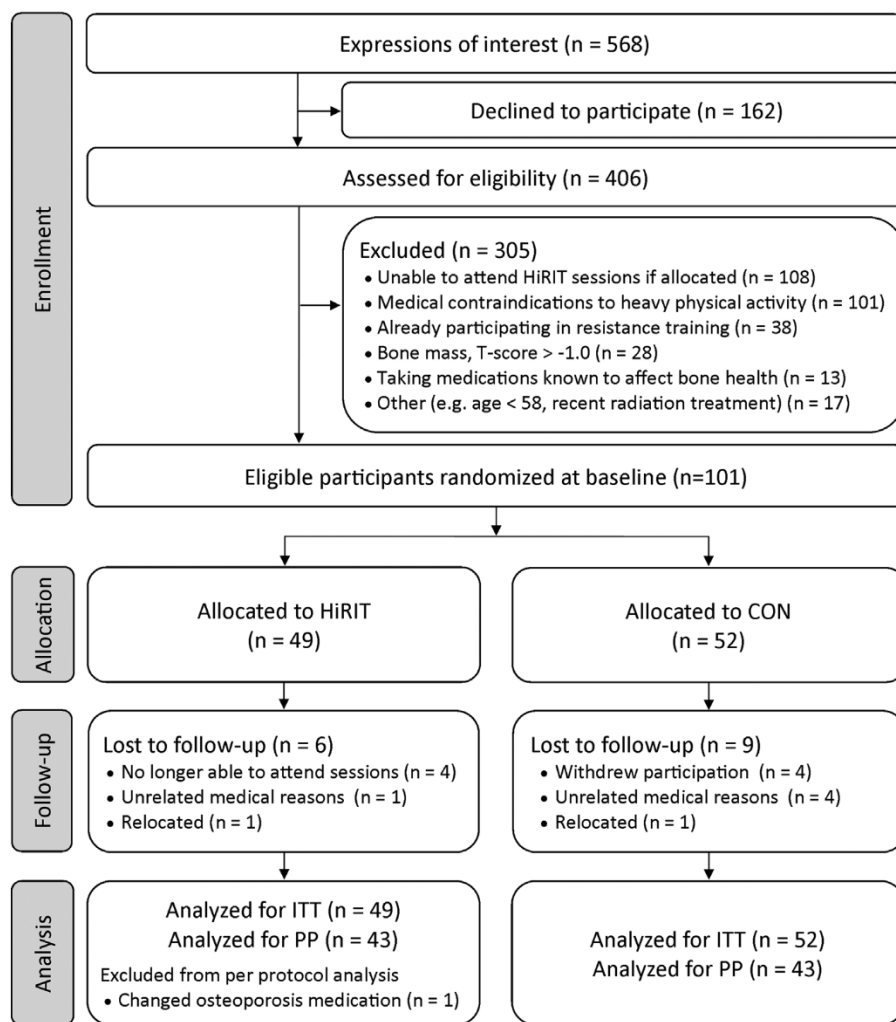 Enrollment
Expressions of interest (n = 568)
Declined to participate (n = 162)
Assessed for eligibility (n = 406)
Excluded (n = 305)
• Unable to attend HiRIT sessions if allocated (n = 108)
• Medical contraindications to heavy physical activity (n = 101)
• Already participating in resistance training (n = 38)
• Bone mass, T-score > -1.0 (n = 28)
• Taking medications known to affect bone health (n = 13)
• Other (e.g. age < 58, recent radiation treatment) (n = 17)
Eligible participants randomized at baseline (n=101)
Allocation
Allocated to HiRIT
(n = 49)
Allocated to CON
(n = 52)
Follow-up
Lost to follow-up (n = 6)
• No longer able to attend sessions (n = 4)
• Unrelated medical reasons (n = 1)
• Relocated (n = 1)
Lost to follow-up (n = 9)
• Withdrew participation (n = 4)
• Unrelated medical reasons (n = 4)
• Relocated (n = 1)
Analysis
Analyzed for ITT (n = 49)
Analyzed for PP (n = 43)
Excluded from per protocol analysis
• Changed osteoporosis medication (n = 1)
Analyzed for ITT (n = 52)
Analyzed for PP (n = 43)